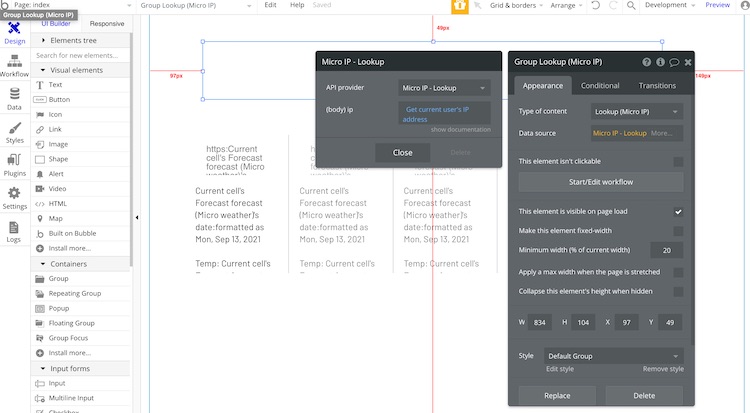 Page: index
Group Lookup (Micro IP)
Edit
Help
Saved
Grid & borders
Arrange
Development
Preview
Group Lookup (Micro IP)
UI Builder
Responsive
Design
Workflow
Data
Styles
Plugins
Settings
Logs
Elements tree
Search for new elements...
Visual elements
Text
Button
Icon
Link
Image
Shape
Alert
Video
HTML
Map
Built on Bubble
Install more...
Containers
Group
Repeating Group
Popup
Floating Group
Group Focus
Install more...
Input forms
Input
Multiline Input
Checkbox
49px
97px
149px
https:Current
cell's Forecast
forecast (Micro
weather)'s
Current cell's
Forecast forecast
(Micro weather)'s
date:formatted as
Mon, Sep 13, 2021
Temp: Current cell's
Current cell's
Forecast forecast
(Micro weather)'s
date:formatted as
Mon, Sep 13, 2021
Temp: Current cell's
Current cell's
Forecast forecast
(Micro weather)'s
date:formatted as
Mon, Sep 13, 2021
Temp: Current cell's
Micro IP - Lookup
API provider
Micro IP - Lookup
(body) ip
Get current user's IP
address
show documentation
Close
Delete
Group Lookup (Micro IP)
Appearance
Conditional
Transitions
Type of content
Lookup (Micro IP)
Data source
Micro IP - Lookup
More...
This element isn't clickable
Start/Edit workflow
This element is visible on page load
Make this element fixed-width
Minimum width (% of current width)
20
Apply a max width when the page is stretched
Collapse this element's height when hidden
W
834
H
104
X
97
Y
49
Style
Default Group
Edit style
Remove style
Replace
Delete